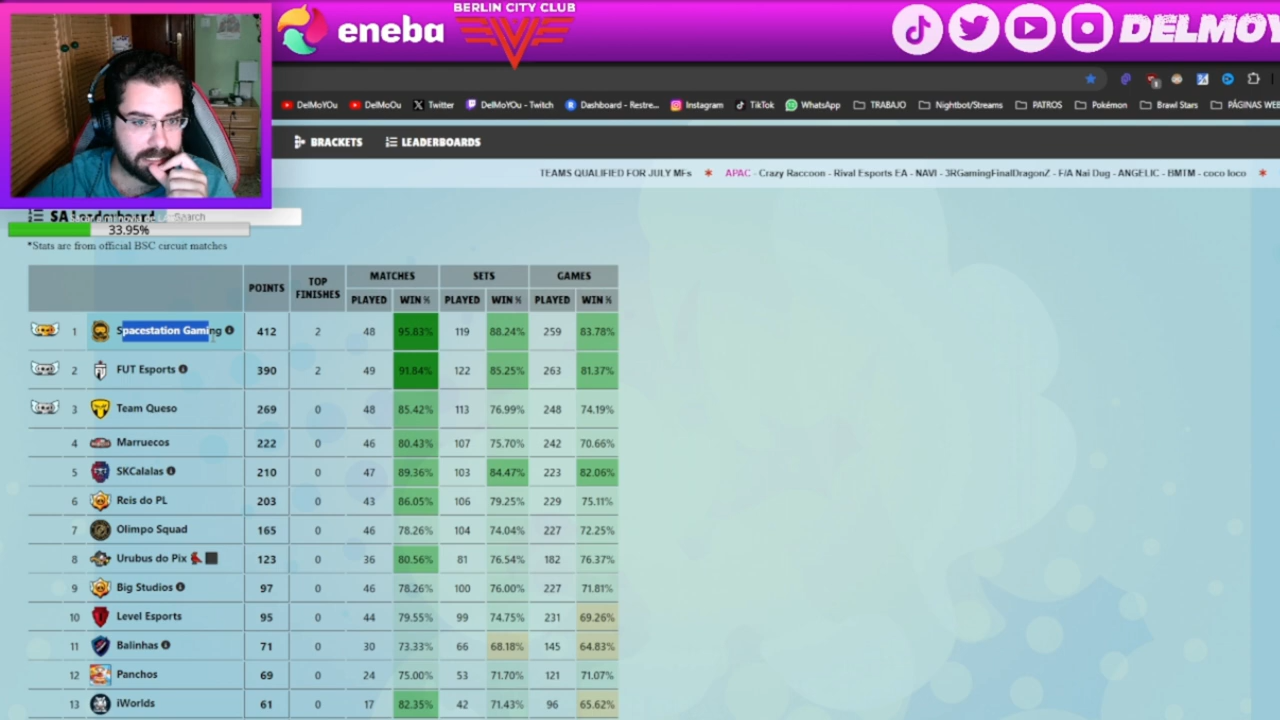 BERLIN CITY CLUB
eneba
DELMOY
DelMoYOu DelMoOu Twitter DelMoYOu - Twitch Dashboard - Restre... Instagram TikTok WhatsApp TRABAJO Nightbot/Streams PATROS Pokémon Brawl Stars PÁGINAS WEB
BRACKETS LEADERBOARDS
TEAMS QUALIFIED FOR JULY MFs * APAC - Crazy Raccoon - Rival Esports EA - NAVI - 3RGamingFinalDragonZ - F/A Nai Dug - ANGELIC - BMTM - coco loco *
SA Leaderboard Search
33.95%
*Stats are from official BSC circuit matches
POINTS TOP FINISHES MATCHES SETS GAMES
PLAYED WIN % PLAYED WIN % PLAYED WIN %
1 Spacestation Gaming 412 2 48 95.83% 119 88.24% 259 83.78%
2 FUT Esports 390 2 49 91.84% 122 85.25% 263 81.37%
3 Team Queso 269 0 48 85.42% 113 76.99% 248 74.19%
4 Marruecos 222 0 46 80.43% 107 75.70% 242 70.66%
5 SKCalalas 210 0 47 89.36% 103 84.47% 223 82.06%
6 Reis do PL 203 0 43 86.05% 106 79.25% 229 75.11%
7 Olimpo Squad 165 0 46 78.26% 104 74.04% 227 72.25%
8 Urubus do Pix 123 0 36 80.56% 81 76.54% 182 76.37%
9 Big Studios 97 0 46 78.26% 100 76.00% 227 71.81%
10 Level Esports 95 0 44 79.55% 99 74.75% 231 69.26%
11 Balinhas 71 0 30 73.33% 66 68.18% 145 64.83%
12 Panchos 69 0 24 75.00% 53 71.70% 121 71.07%
13 iWorlds 61 0 17 82.35% 42 71.43% 96 65.62%